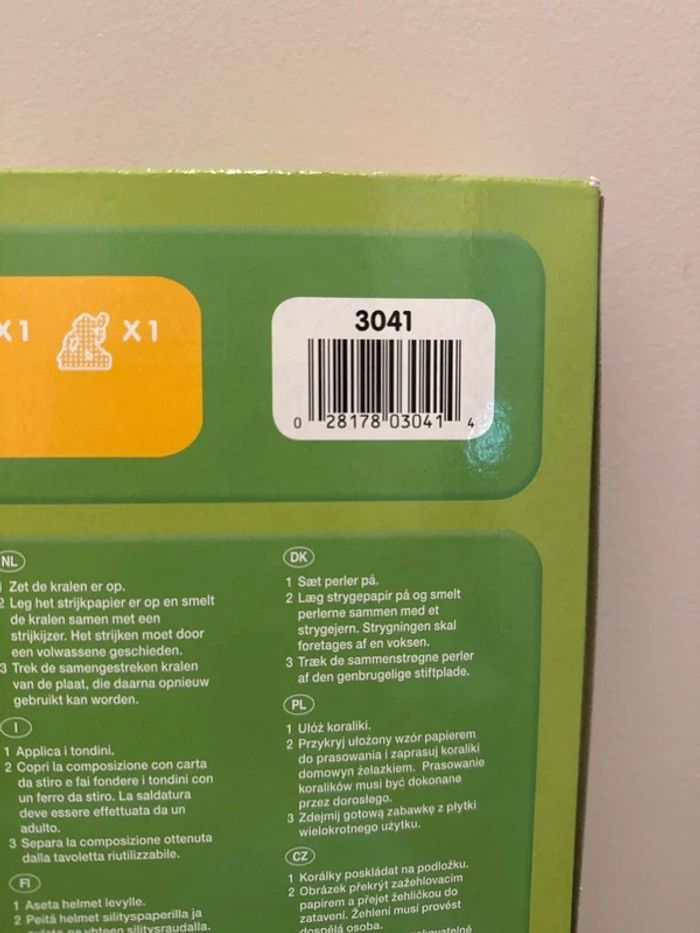 X1 X1
3041
0 28178 03041 4
NL
1 Zet de kralen er op.
2 Leg het strijkpapier er op en smelt
de kralen samen met een
strijkijzer. Het strijken moet door
een volwassene geschieden.
3 Trek de samengestreken kralen
van de plaat, die daarna opnieuw
gebruikt kan worden.
I
1 Applica i tondini.
2 Copri la composizione con carta
da stiro e fai fondere i tondini con
un ferro da stiro. La saldatura
deve essere effettuata da un
adulto.
3 Separa la composizione ottenuta
dalla tavoletta riutilizzabile.
FI
1 Aseta helmet levylle.
2 Peitä helmet silityspaperilla ja
silitysraudalla.
DK
1 Sæt perler på.
2 Læg strygepapir på og smelt
perlerne sammen med et
strygejern. Strygningen skal
foretages af en voksen.
3 Træk de sammenstrøgne perler
af den genbrugelige stiftplade.
PL
1 Ułóż koraliki.
2 Przykryj ułożony wzór papierem
do prasowania i zaprasuj koraliki
domowyn żelazkiem. Prasowanie
koralików musi być dokonane
przez dorosłego.
3 Zdejmij gotową zabawkę z płytki
wielokrotnego użytku.
CZ
1 Korálky poskládat na podložku.
2 Obrázek překrýt zažehlovacím
papírem a přejet žehličkou do
zatavení. Žehlení musí provést
dospělá osoba.